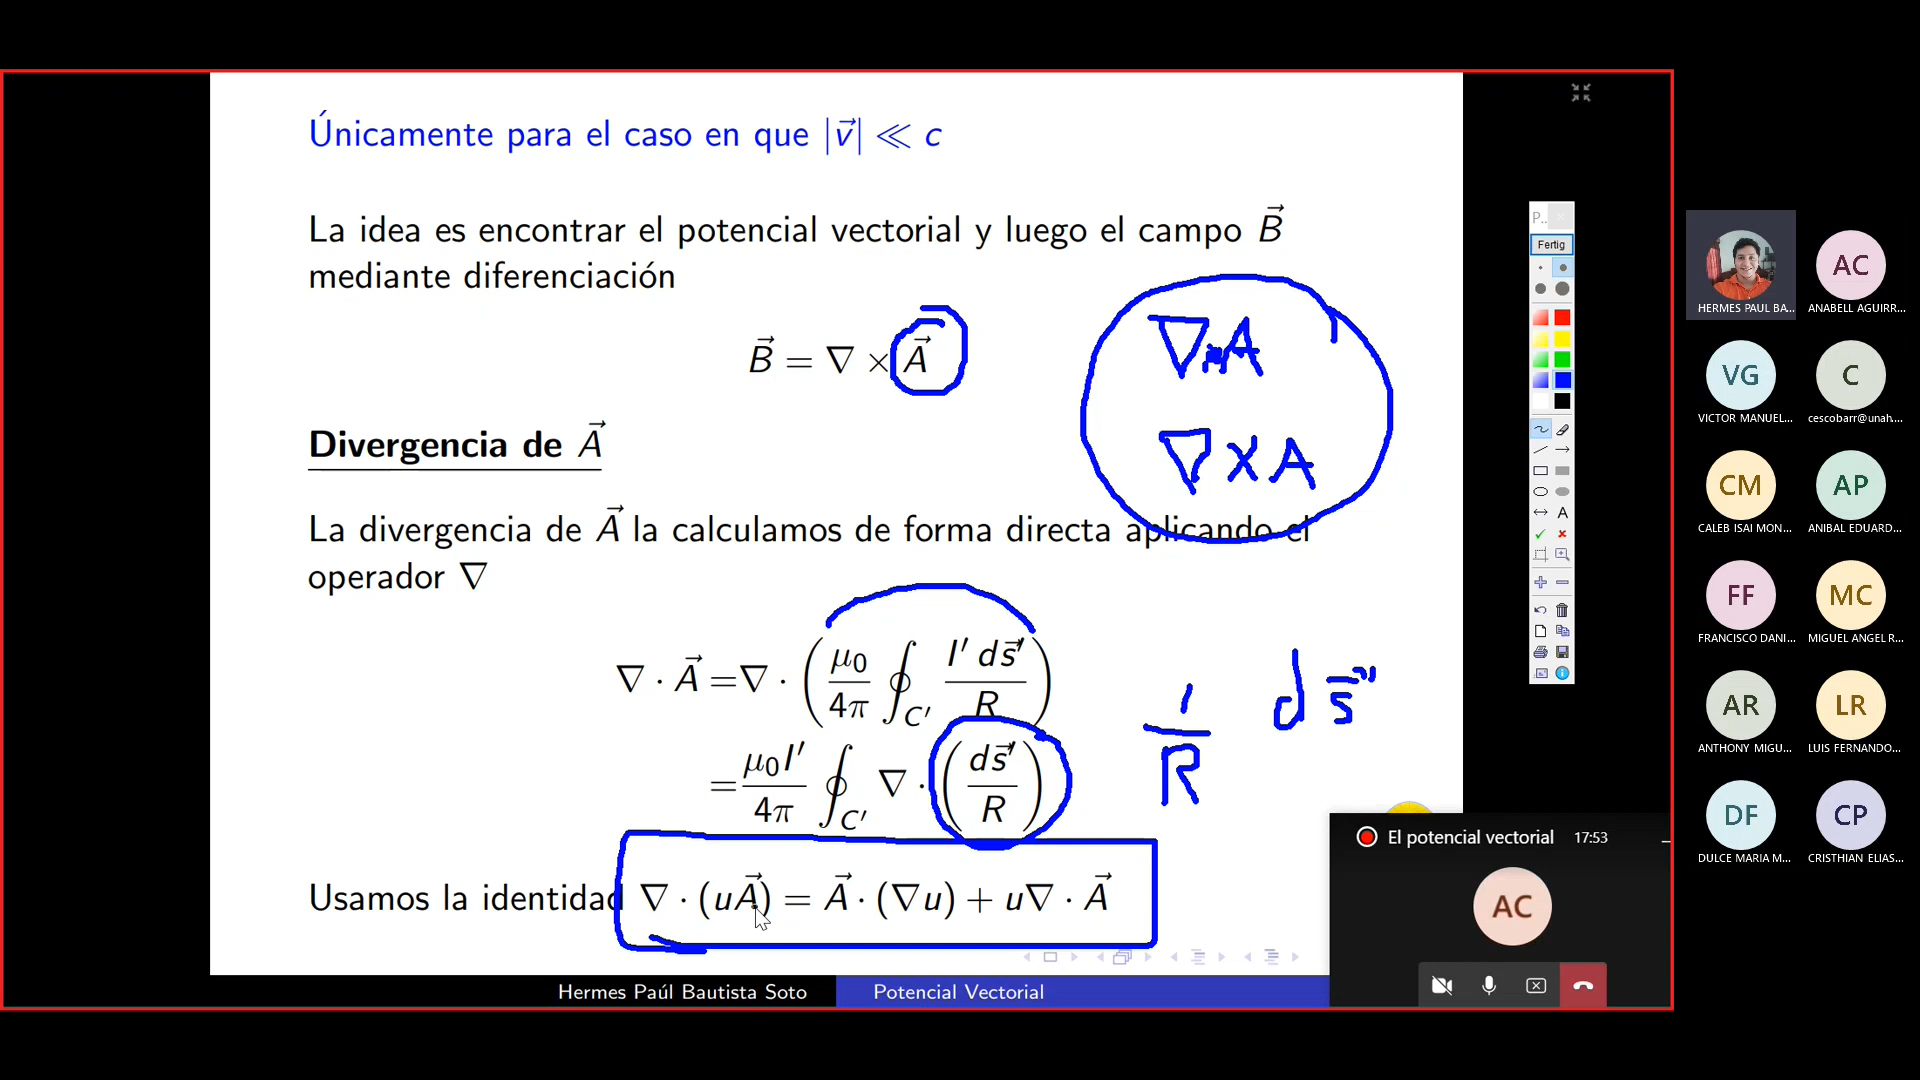 Únicamente para el caso en que |v⃗| ≪ c
La idea es encontrar el potencial vectorial y luego el campo B⃗
mediante diferenciación
B⃗ = ∇ × A⃗
∇·A
∇ X A
Divergencia de A⃗
La divergencia de A⃗ la calculamos de forma directa aplicando el
operador ∇
∇ · A⃗ =∇ · (μ₀/4π ∮_C′ I′ ds⃗′/R)
=μ₀I′/4π ∮_C′ ∇ · (ds⃗′/R)
1/R d s⃗"
Usamos la identidad ∇ · (uA⃗) = A⃗ · (∇u) + u∇ · A⃗
Hermes Paúl Bautista Soto
Potencial Vectorial
P...
Fertig
A
El potencial vectorial 17:53
AC
HERMES PAUL BA...
AC
ANABELL AGUIRR...
VG
VICTOR MANUEL...
C
cescobarr@unah....
CM
CALEB ISAI MON...
AP
ANIBAL EDUARD...
FF
FRANCISCO DANI...
MC
MIGUEL ANGEL R...
AR
ANTHONY MIGU...
LR
LUIS FERNANDO...
DF
DULCE MARIA M...
CP
CRISTHIAN ELIAS...